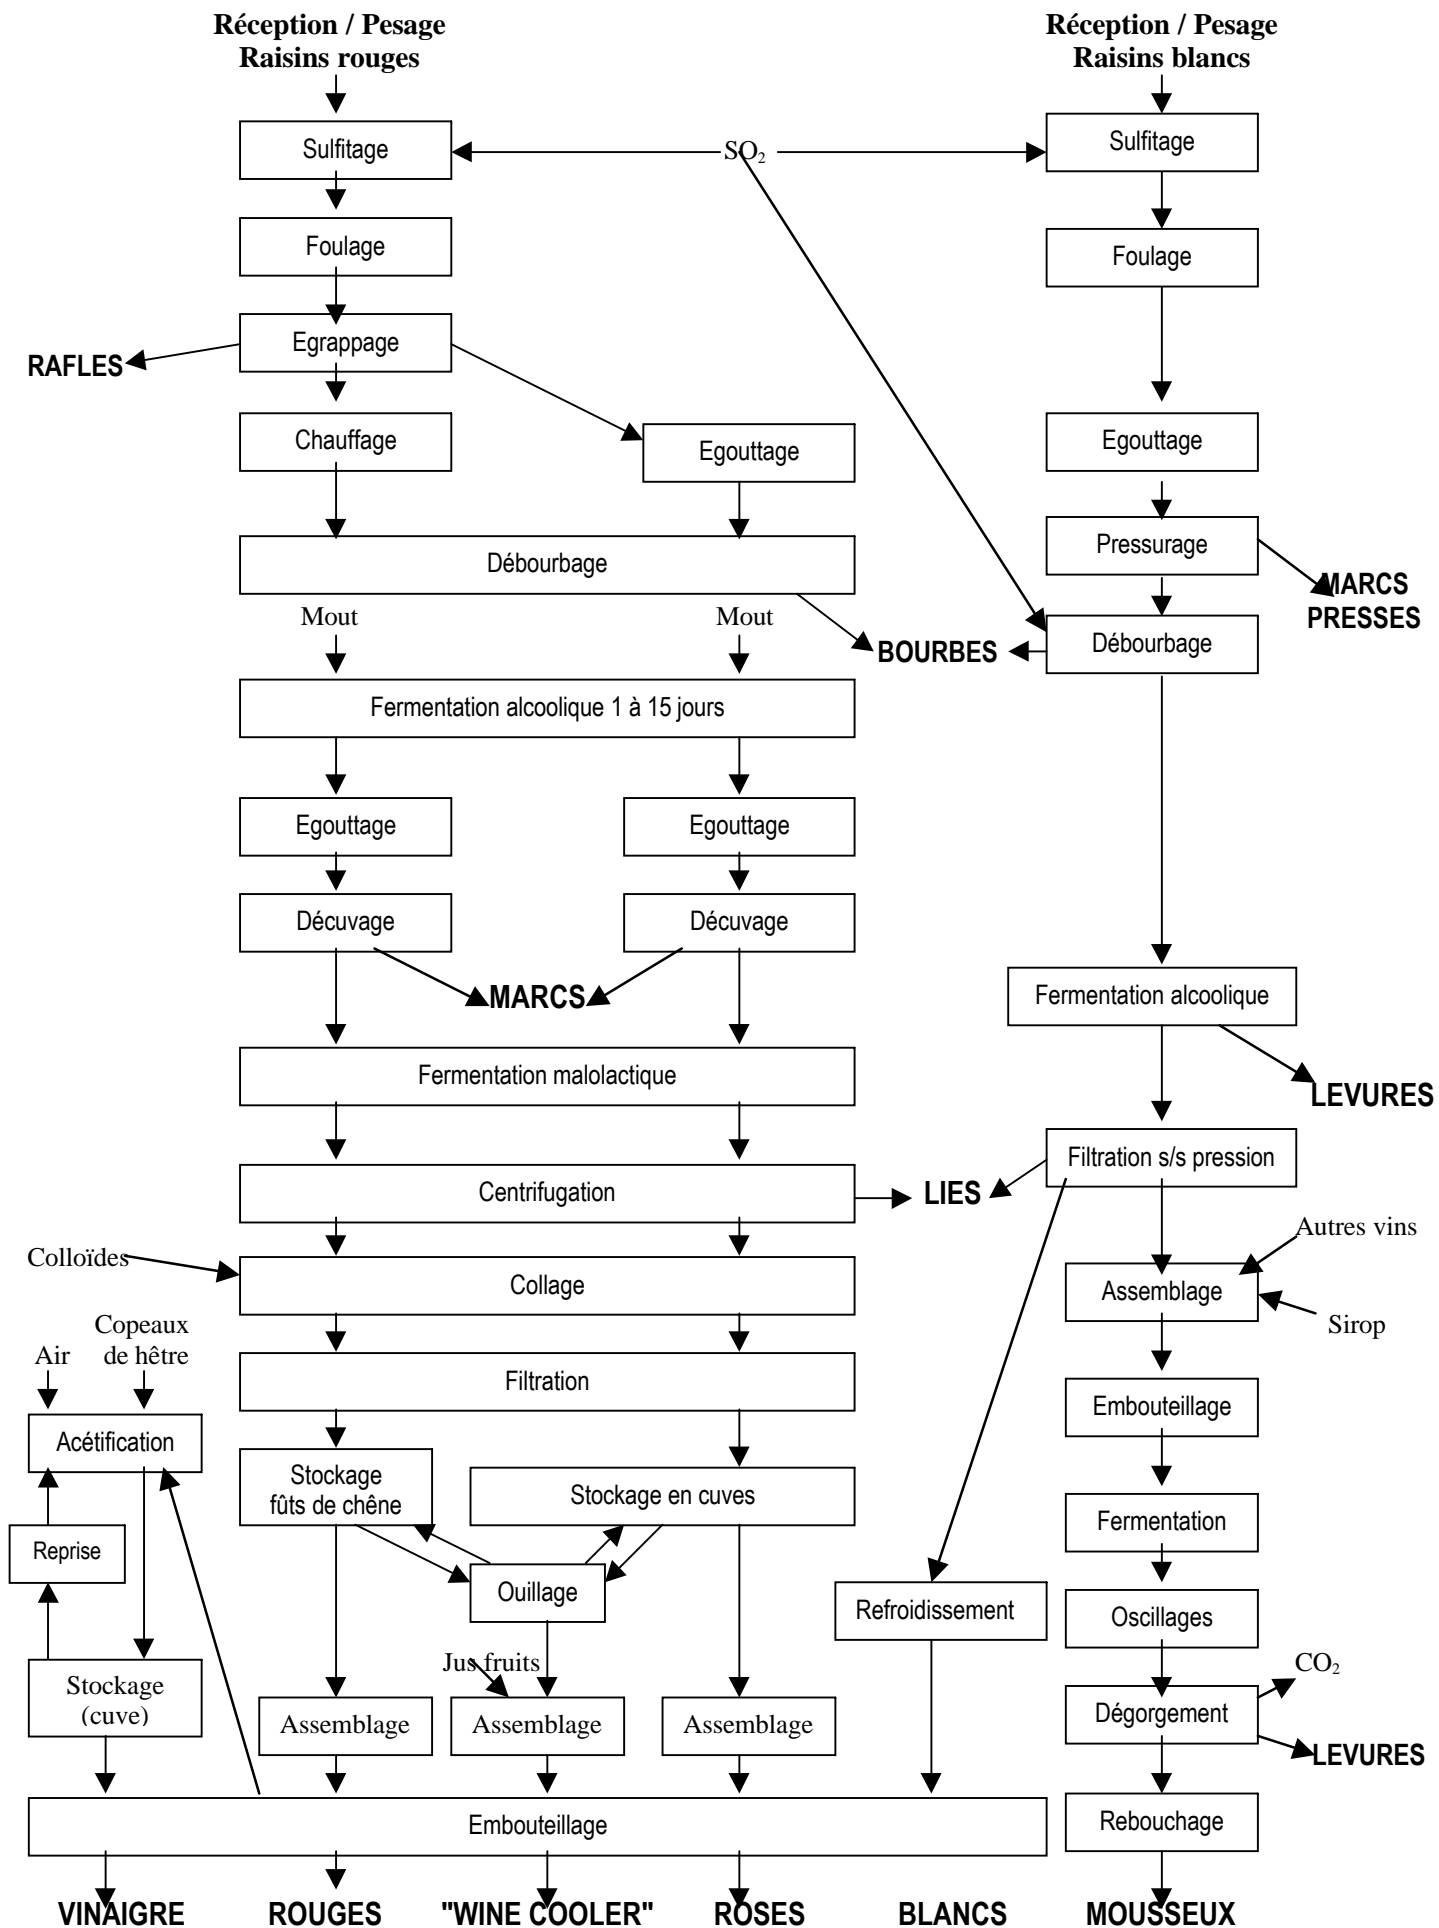 Réception / Pesage
Raisins rouges
Réception / Pesage
Raisins blancs
Sulfitage
SO₂
Sulfitage
Foulage
Foulage
Egrappage
RAFLES
Chauffage
Egouttage
Egouttage
Pressurage
Débourbage
MARCS
PRESSES
Mout
Mout
BOURBES
Débourbage
Fermentation alcoolique 1 à 15 jours
Egouttage
Egouttage
Décuvage
Décuvage
MARCS
Fermentation alcoolique
Fermentation malolactique
LEVURES
Filtration s/s pression
Centrifugation
LIES
Colloïdes
Collage
Autres vins
Assemblage
Sirop
Copeaux
de hêtre
Air
Filtration
Embouteillage
Acétification
Stockage
fûts de chêne
Stockage en cuves
Fermentation
Reprise
Ouillage
Refroidissement
Oscillages
Jus fruits
CO₂
Stockage
(cuve)
Assemblage
Assemblage
Assemblage
Dégorgement
LEVURES
Embouteillage
Rebouchage
VINAIGRE
ROUGES
"WINE COOLER"
ROSES
BLANCS
MOUSSEUX